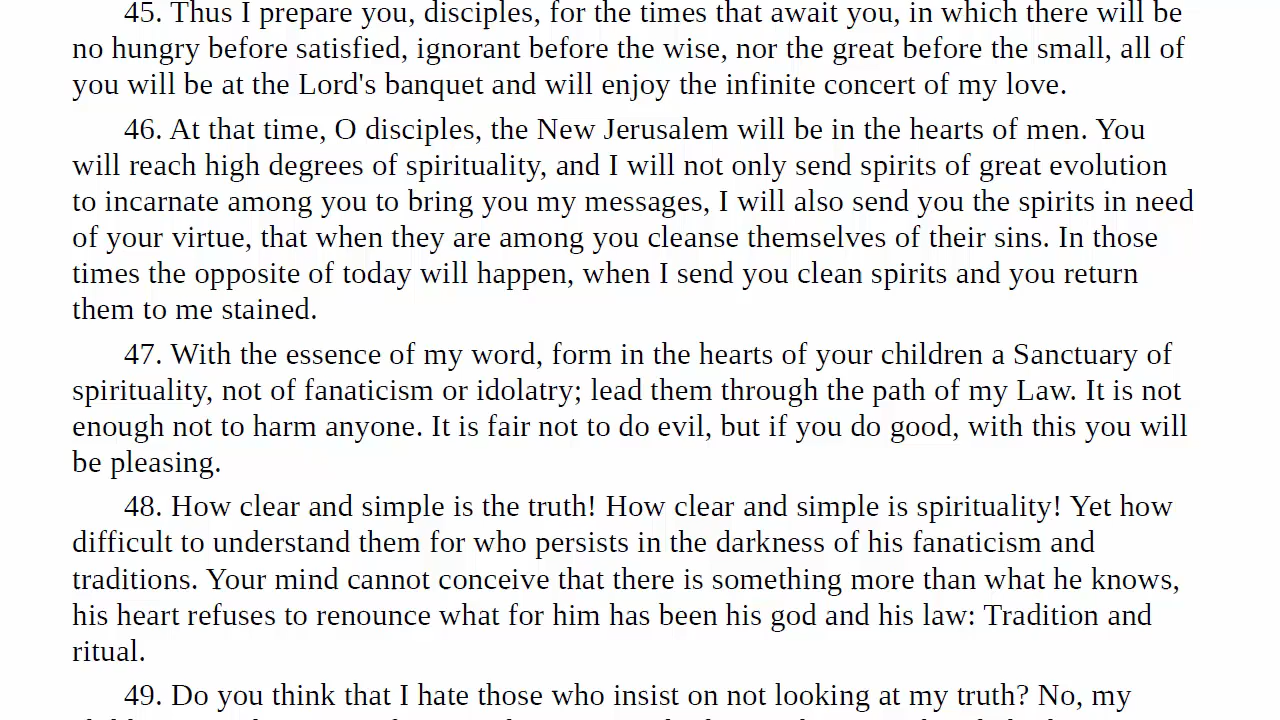 45. Thus I prepare you, disciples, for the times that await you, in which there will be
no hungry before satisfied, ignorant before the wise, nor the great before the small, all of
you will be at the Lord's banquet and will enjoy the infinite concert of my love.
46. At that time, O disciples, the New Jerusalem will be in the hearts of men. You
will reach high degrees of spirituality, and I will not only send spirits of great evolution
to incarnate among you to bring you my messages, I will also send you the spirits in need
of your virtue, that when they are among you cleanse themselves of their sins. In those
times the opposite of today will happen, when I send you clean spirits and you return
them to me stained.
47. With the essence of my word, form in the hearts of your children a Sanctuary of
spirituality, not of fanaticism or idolatry; lead them through the path of my Law. It is not
enough not to harm anyone. It is fair not to do evil, but if you do good, with this you will
be pleasing.
48. How clear and simple is the truth! How clear and simple is spirituality! Yet how
difficult to understand them for who persists in the darkness of his fanaticism and
traditions. Your mind cannot conceive that there is something more than what he knows,
his heart refuses to renounce what for him has been his god and his law: Tradition and
ritual.
49. Do you think that I hate those who insist on not looking at my truth? No, my